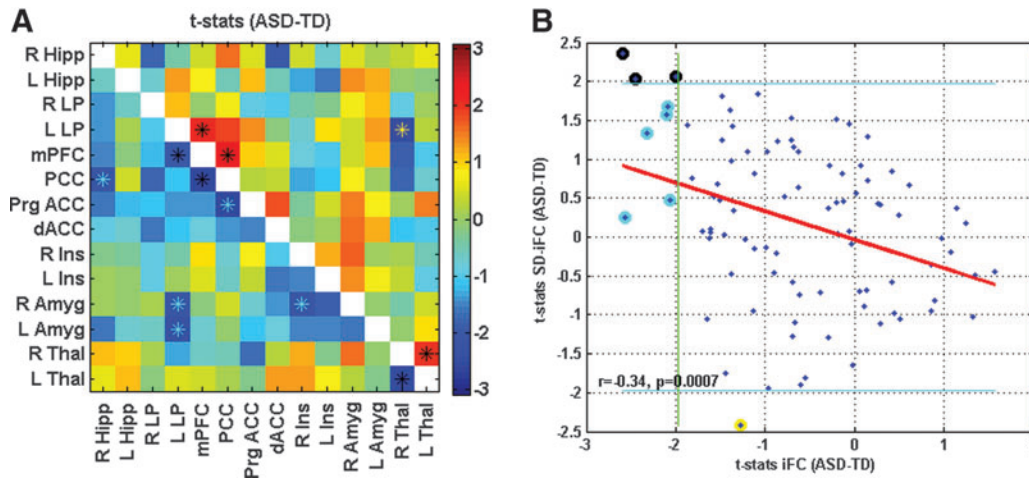 A
t-stats (ASD-TD)
R Hipp
L Hipp
R LP
L LP
mPFC
PCC
Prg ACC
dACC
R Ins
L Ins
R Amyg
L Amyg
R Thal
L Thal
R Hipp
L Hipp
R LP
L LP
mPFC
PCC
Prg ACC
dACC
R Ins
L Ins
R Amyg
L Amyg
R Thal
L Thal
3
2
1
0
-1
-2
-3
B
t-stats SD-iFC (ASD-TD)
2.5
2
1.5
1
0.5
0
-0.5
-1
-1.5
-2
-2.5
r=-0.34, p=0.0007
-3
-2
-1
0
1
t-stats iFC (ASD-TD)